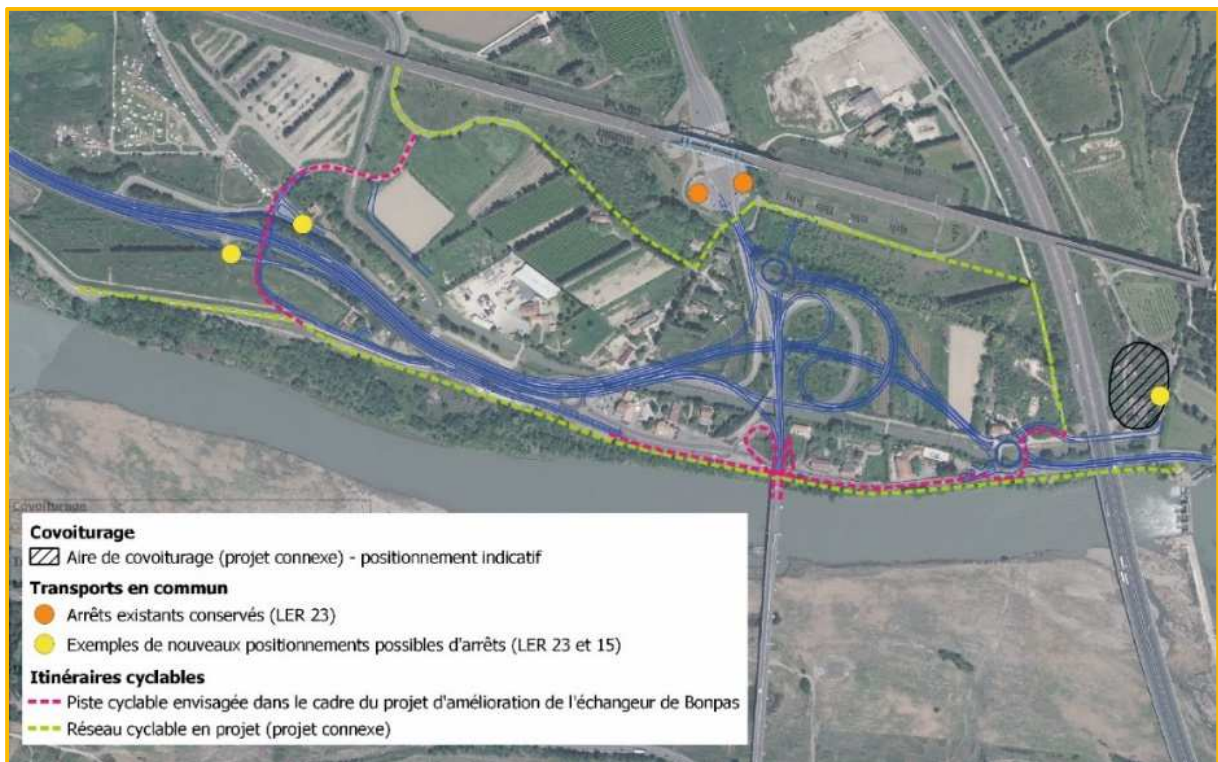 Covoiturage
Covoiturage
Aire de covoiturage (projet connexe) - positionnement indicatif
Transports en commun
Arrêts existants conservés (LER 23)
Exemples de nouveaux positionnements possibles d'arrêts (LER 23 et 15)
Itinéraires cyclables
Piste cyclable envisagée dans le cadre du projet d'amélioration de l'échangeur de Bonpas
Réseau cyclable en projet (projet connexe)